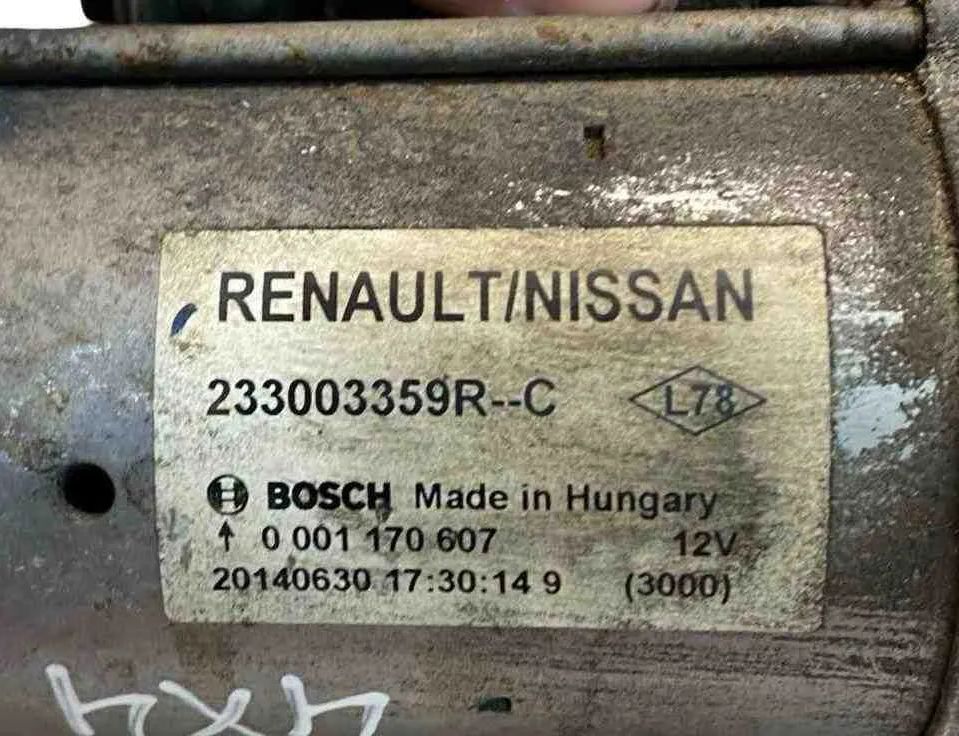 RENAULT/NISSAN
233003359R--C L78
BOSCH Made in Hungary
↑ 0 001 170 607 12V
20140630 17:30:14 9 (3000)
4x4